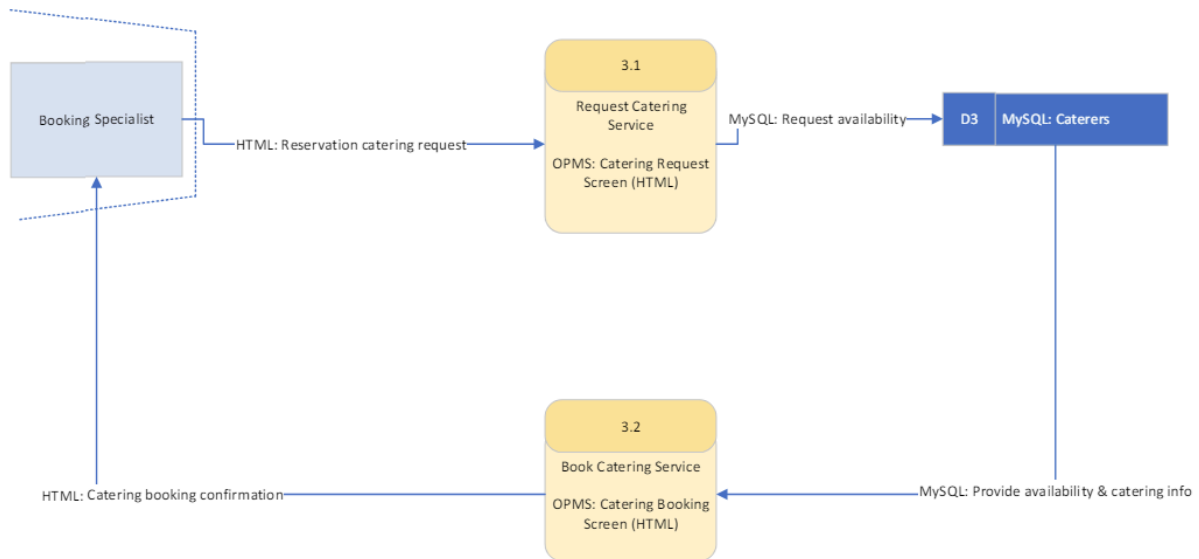 3.1
Booking Specialist
HTML: Reservation catering request
Request Catering
Service
OPMS: Catering Request
Screen (HTML)
MySQL: Request availability
D3
MySQL: Caterers
3.2
Book Catering Service
OPMS: Catering Booking
Screen (HTML)
HTML: Catering booking confirmation
MySQL: Provide availability & catering info